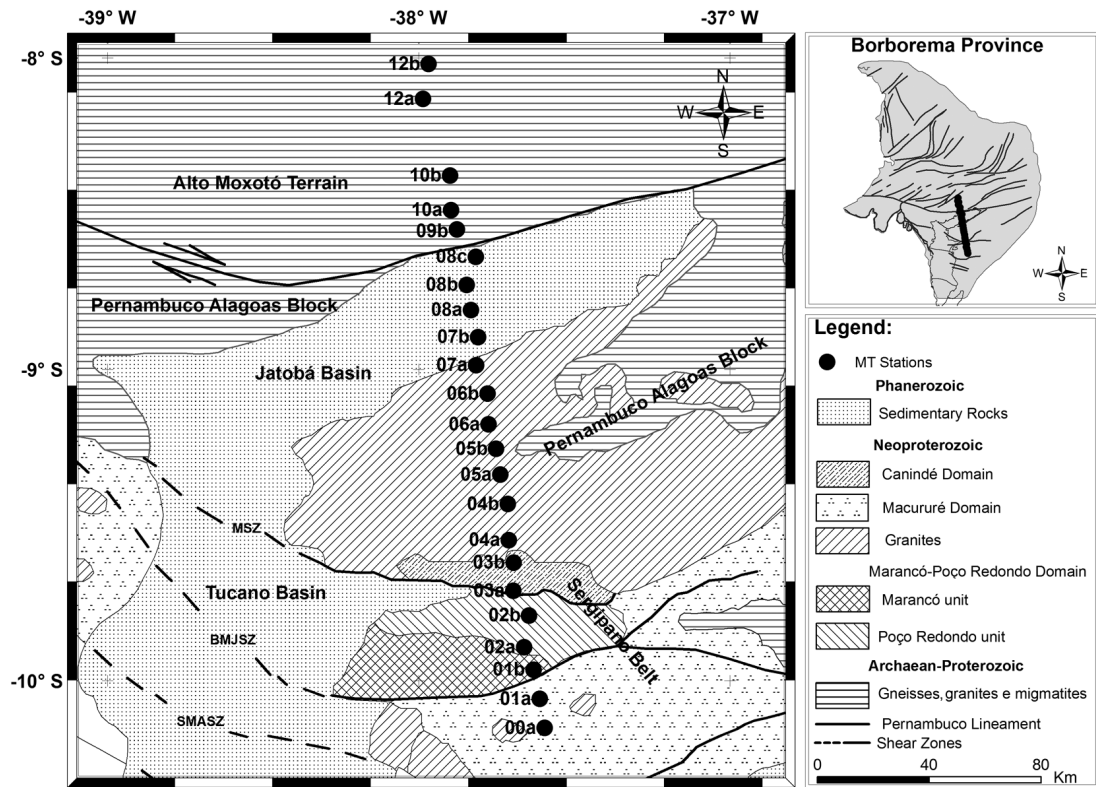 -39° W
-38° W
-37° W
-8° S
-9° S
-10° S
N
W E
S
12b
12a
10b
Alto Moxotó Terrain
10a
09b
08c
08b
Pernambuco Alagoas Block
08a
07b
Jatobá Basin
07a
Pernambuco Alagoas Block
06b
06a
05b
05a
04b
MSZ
04a
03b
Tucano Basin
03a
Sergipano Belt
02b
BMJSZ
02a
01b
SMASZ
01a
00a
Borborema Province
N
W E
S
Legend:
MT Stations
Phanerozoic
Sedimentary Rocks
Neoproterozoic
Canindé Domain
Macururé Domain
Granites
Marancó-Poço Redondo Domain
Marancó unit
Poço Redondo unit
Archaean-Proterozoic
Gneisses, granites e migmatites
Pernambuco Lineament
Shear Zones
0 40 80
Km